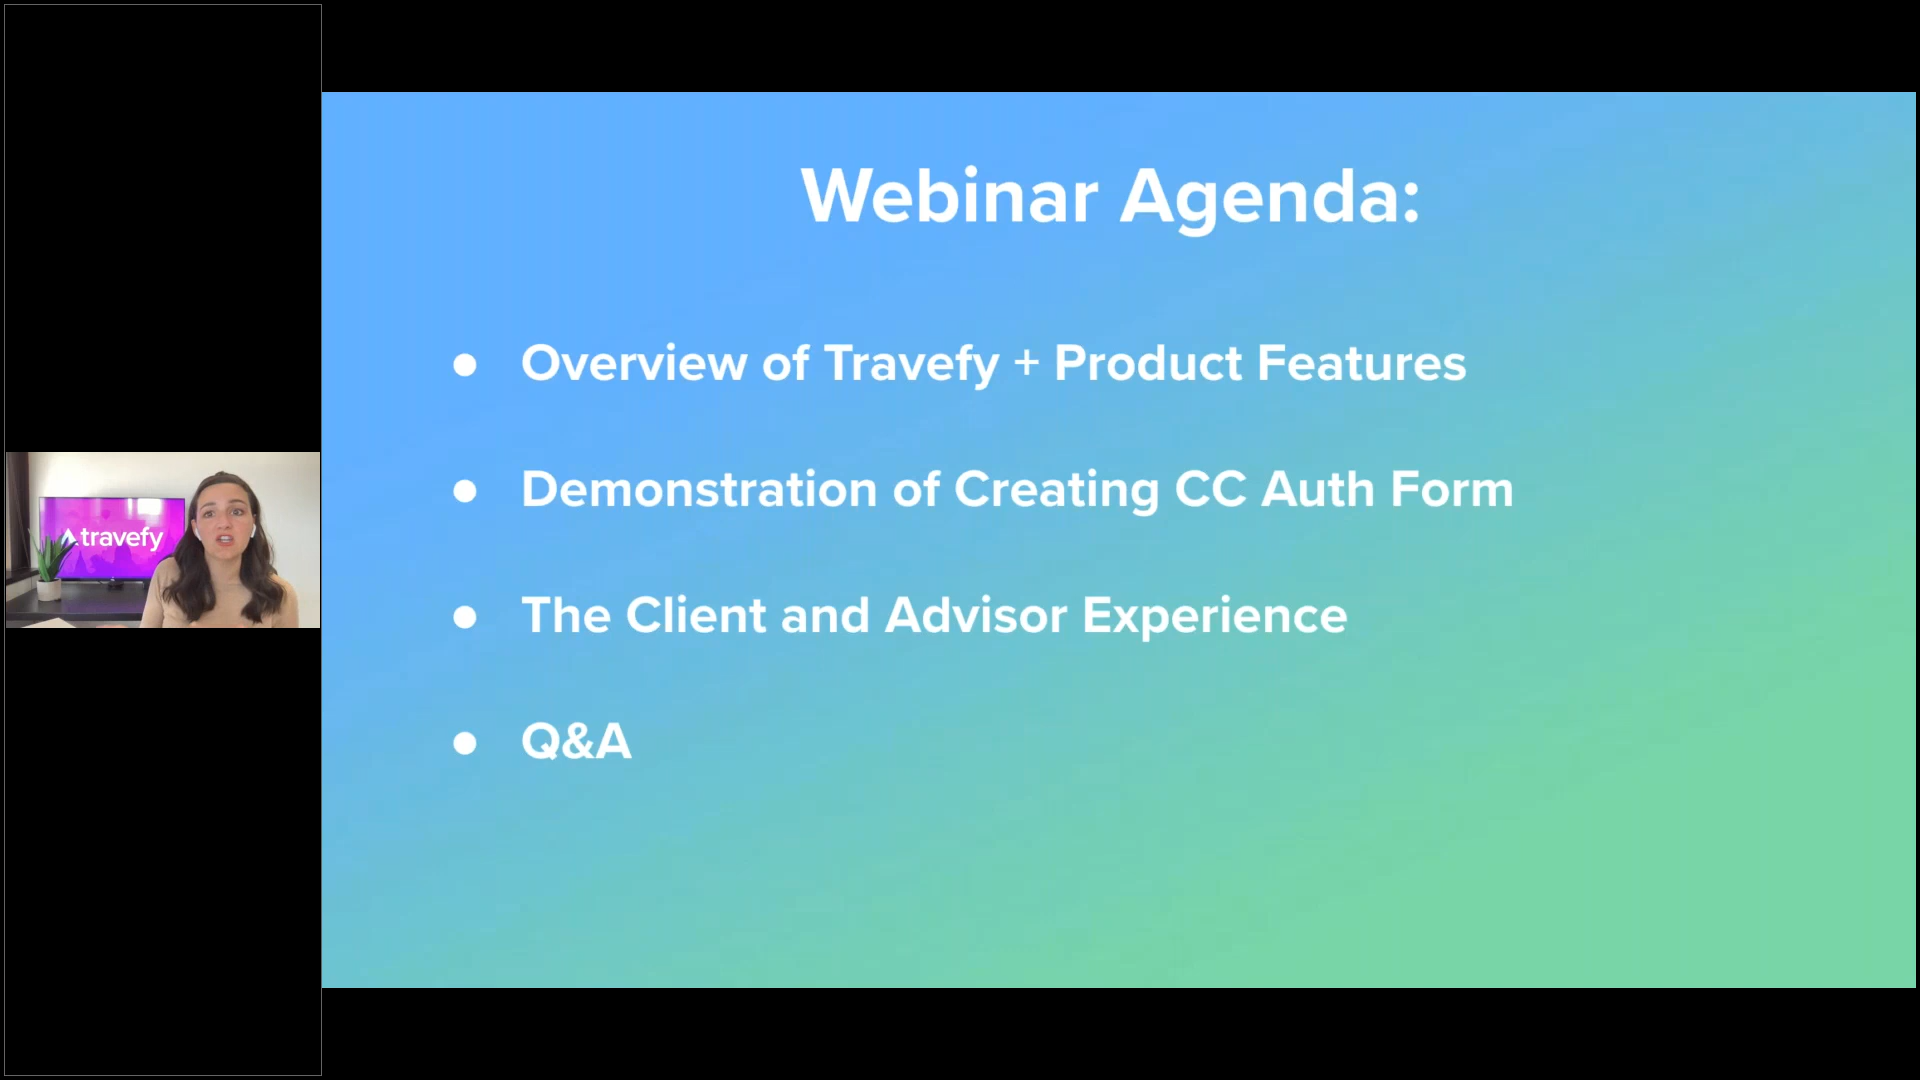 Webinar Agenda:
● Overview of Travefy + Product Features
● Demonstration of Creating CC Auth Form
● The Client and Advisor Experience
● Q&A
travefy